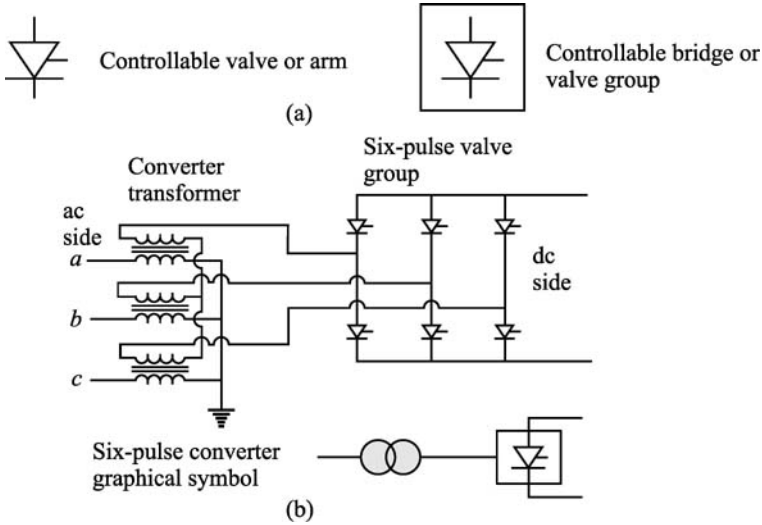 Controllable valve or arm
Controllable bridge or
valve group
(a)
Six-pulse valve
group
Converter
transformer
ac
side
a
b
c
dc
side
Six-pulse converter
graphical symbol
(b)